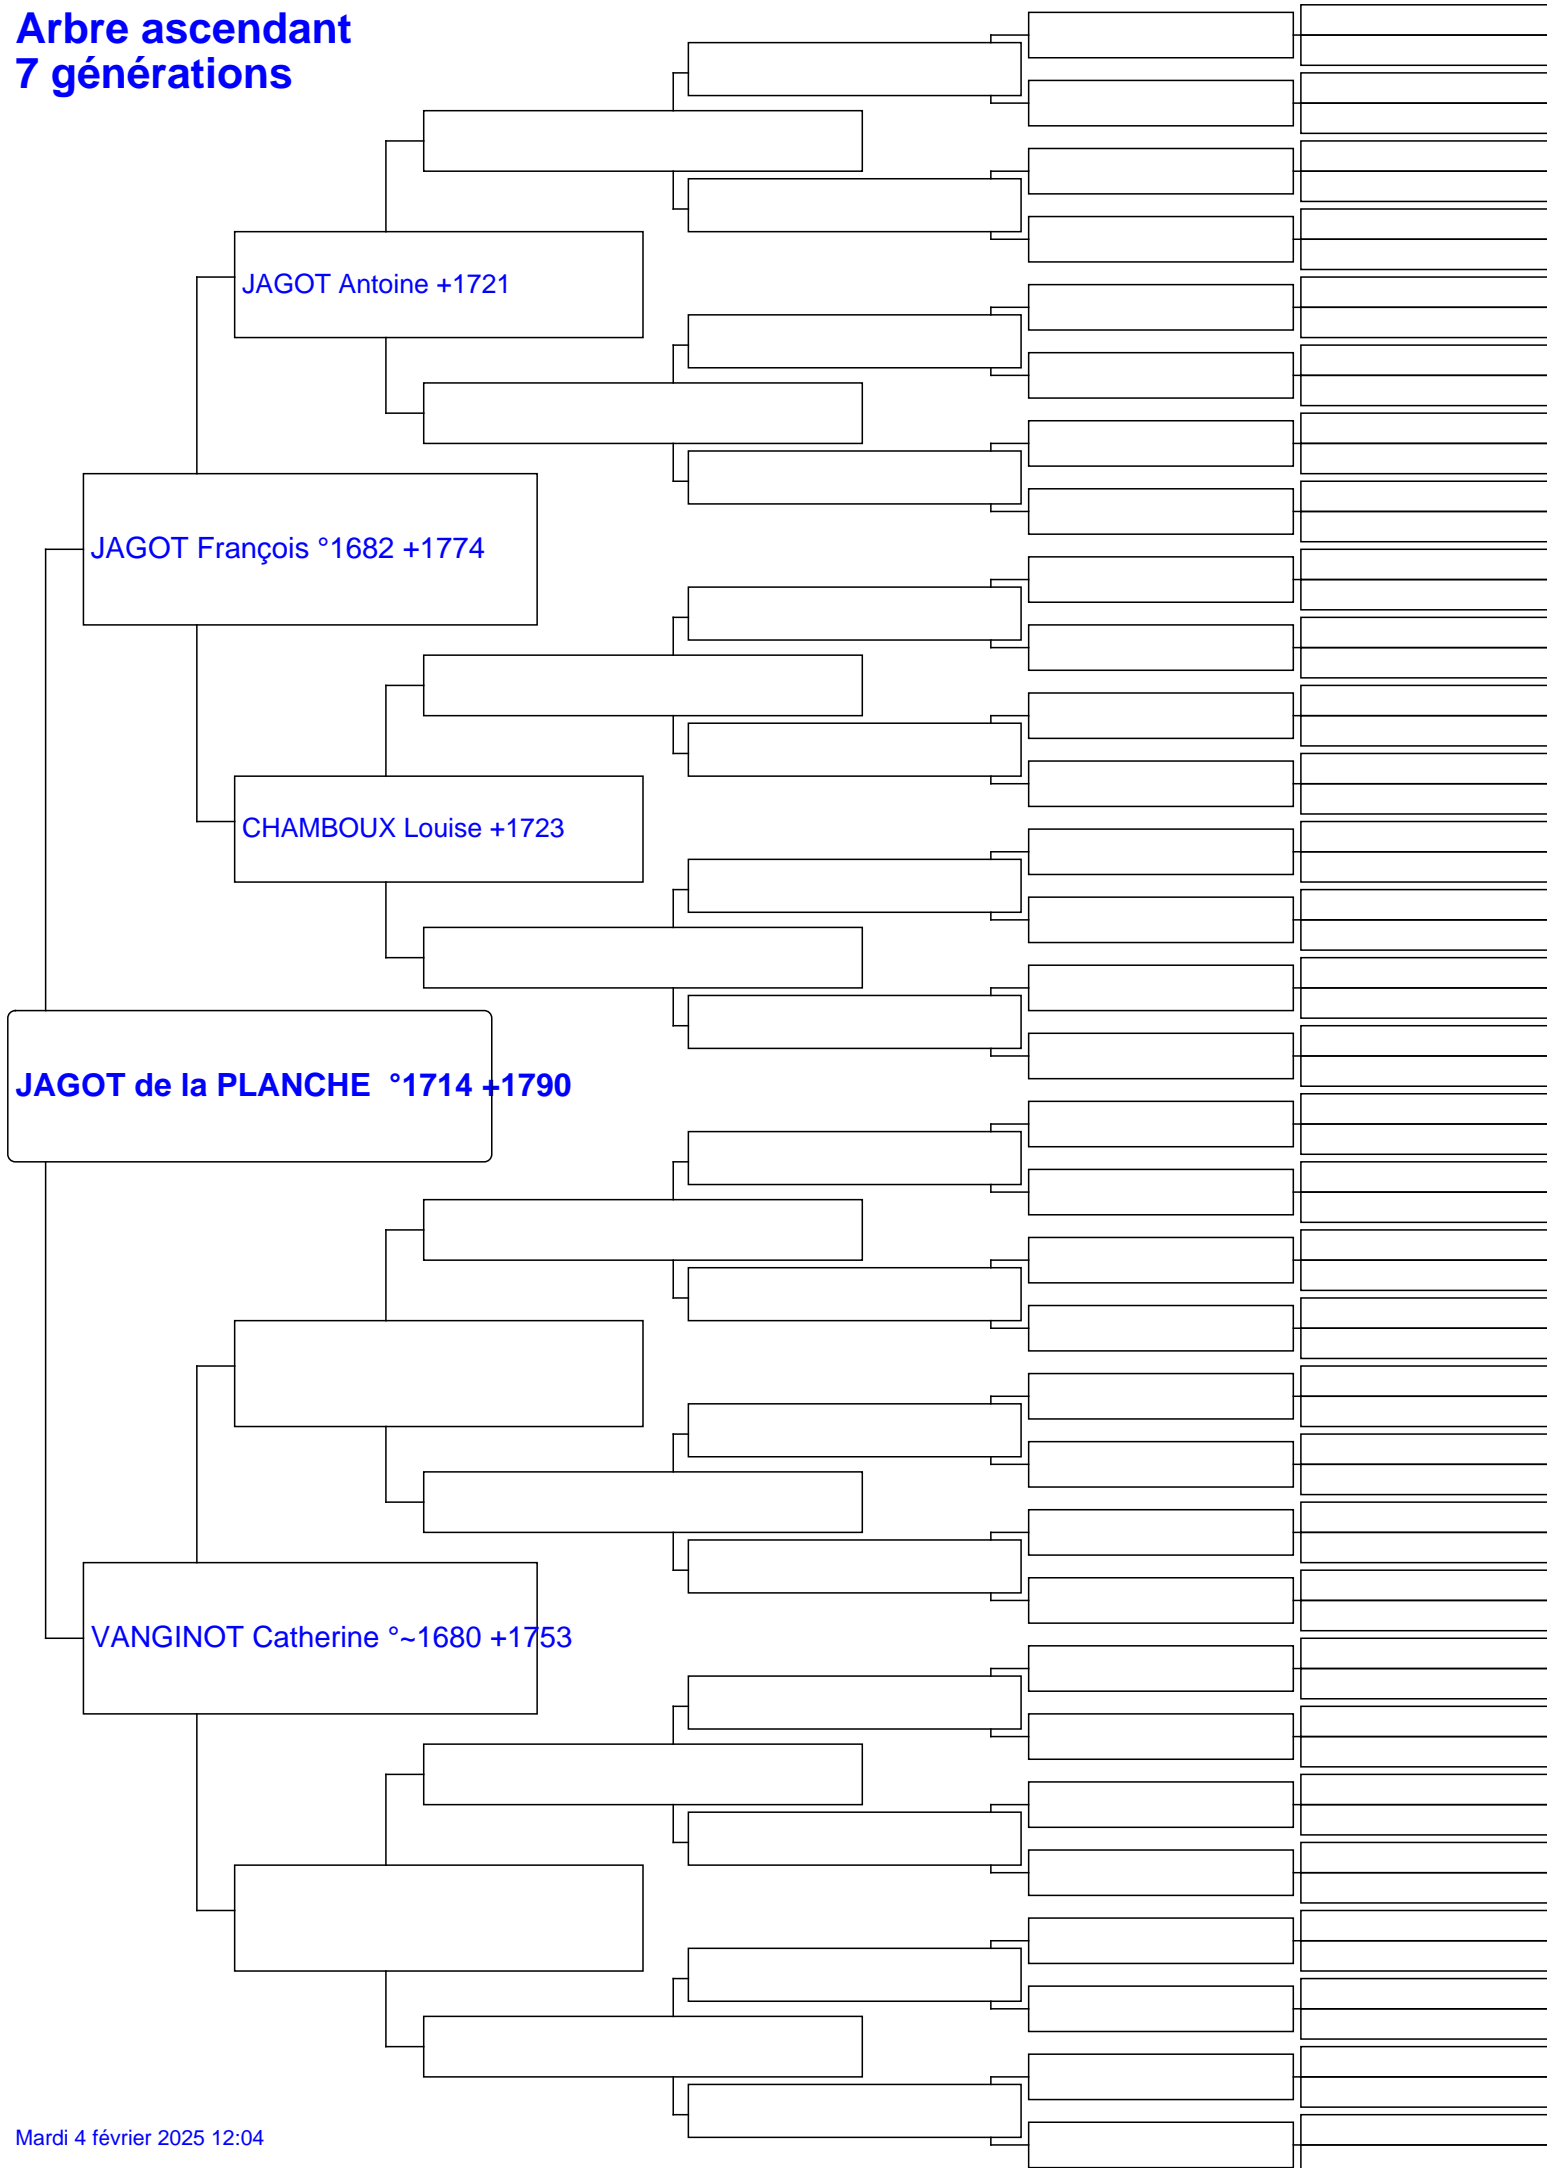 Arbre ascendant
7 générations
JAGOT Antoine +1721
JAGOT François °1682 +1774
CHAMBOUX Louise +1723
JAGOT de la PLANCHE  °1714 +1790
VANGINOT Catherine °~1680 +1753
Mardi 4 février 2025 12:04